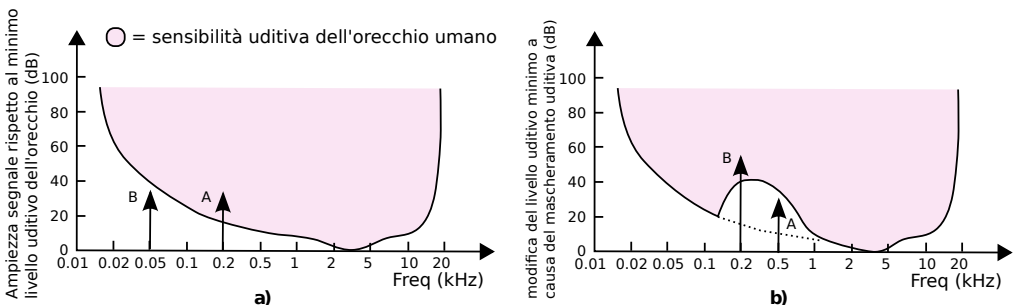 Ampiezza segnale rispetto al minimo
livello uditivo dell'orecchio (dB)
= sensibilità uditiva dell'orecchio umano
100
80
60
40
20
0
B
A
0.01 0.02 0.05 0.1 0.2 0.5 1 2 5 10 20
Freq (kHz)
a)
modifica del livello uditivo minimo a
causa del mascheramento uditiva (dB)
100
80
60
40
20
0
B
A
0.01 0.02 0.05 0.1 0.2 0.5 1 2 5 10 20
Freq (kHz)
b)